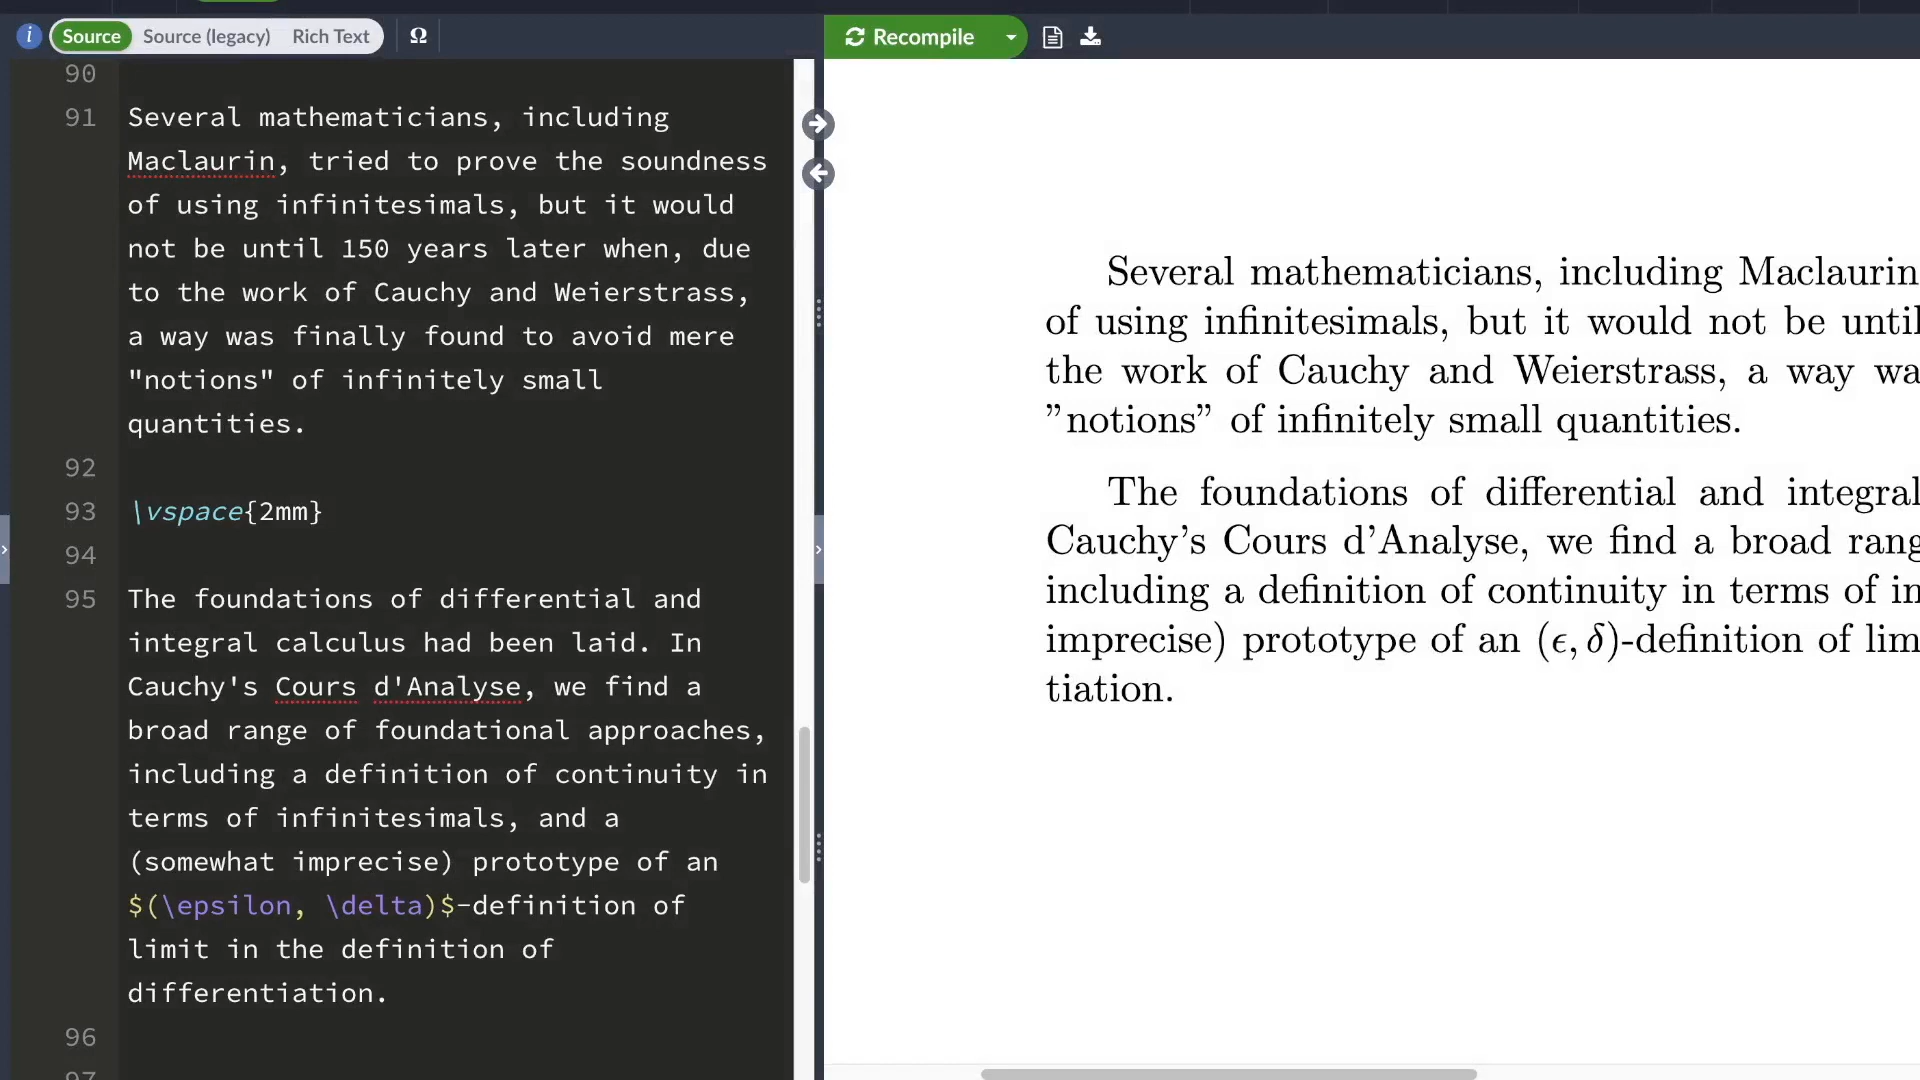 i Source Source (legacy) Rich Text Ω
Recompile
90
91 Several mathematicians, including
Maclaurin, tried to prove the soundness
of using infinitesimals, but it would
not be until 150 years later when, due
to the work of Cauchy and Weierstrass,
a way was finally found to avoid mere
"notions" of infinitely small
quantities.
92
93 \vspace{2mm}
94
95 The foundations of differential and
integral calculus had been laid. In
Cauchy's Cours d'Analyse, we find a
broad range of foundational approaches,
including a definition of continuity in
terms of infinitesimals, and a
(somewhat imprecise) prototype of an
$(\epsilon, \delta)$-definition of
limit in the definition of
differentiation.
96
97
Several mathematicians, including Maclaurin
of using infinitesimals, but it would not be until
the work of Cauchy and Weierstrass, a way wa
”notions” of infinitely small quantities.
The foundations of differential and integral
Cauchy’s Cours d’Analyse, we find a broad rang
including a definition of continuity in terms of in
imprecise) prototype of an (ϵ, δ)-definition of lim
tiation.